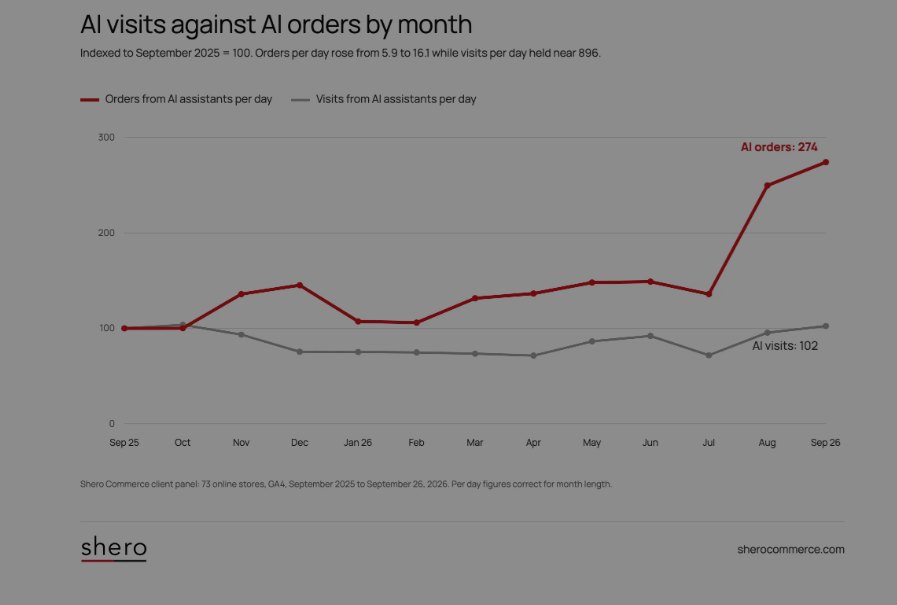 AI visits against AI orders by month
Indexed to September 2025 = 100. Orders per day rose from 5.9 to 16.1 while visits per day held near 896.
Orders from AI assistants per day
Visits from AI assistants per day
300
AI orders: 274
200
100
AI visits: 102
0
Sep 25 Oct Nov Dec Jan 26 Feb Mar Apr May Jun Jul Aug Sep 26
Shero Commerce client panel: 73 online stores, GA4, September 2025 to September 26, 2026. Per day figures correct for month length.
shero
sherocommerce.com